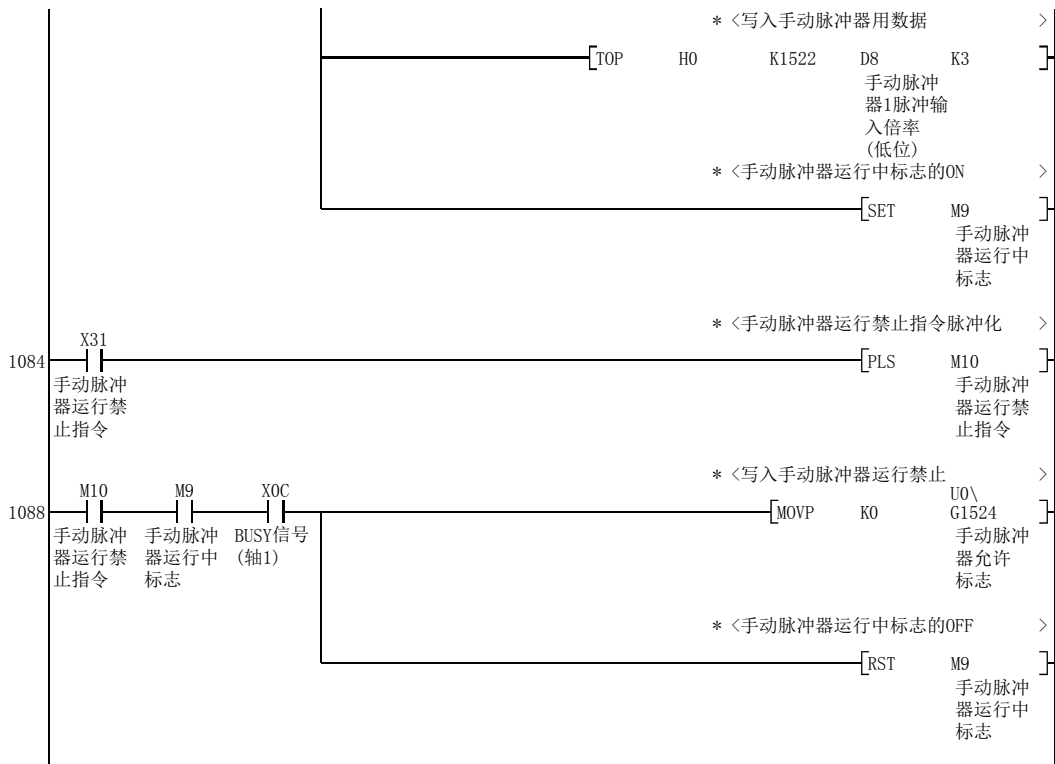 * <写入手动脉冲器用数据 >
TOP H0 K1522 D8 K3
手动脉冲
器1脉冲输
入倍率
(低位)
* <手动脉冲器运行中标志的ON >
SET M9
手动脉冲
器运行中
标志
* <手动脉冲器运行禁止指令脉冲化 >
X31
1084 PLS M10
手动脉冲
器运行禁
止指令
手动脉冲
器运行禁
止指令
* <写入手动脉冲器运行禁止 >
M10 M9 X0C U0\
1088 MOVP K0 G1524
手动脉冲
器运行禁
止指令
手动脉冲
器运行中
标志
BUSY信号
(轴1)
手动脉冲
器允许
标志
* <手动脉冲器运行中标志的OFF >
RST M9
手动脉冲
器运行中
标志